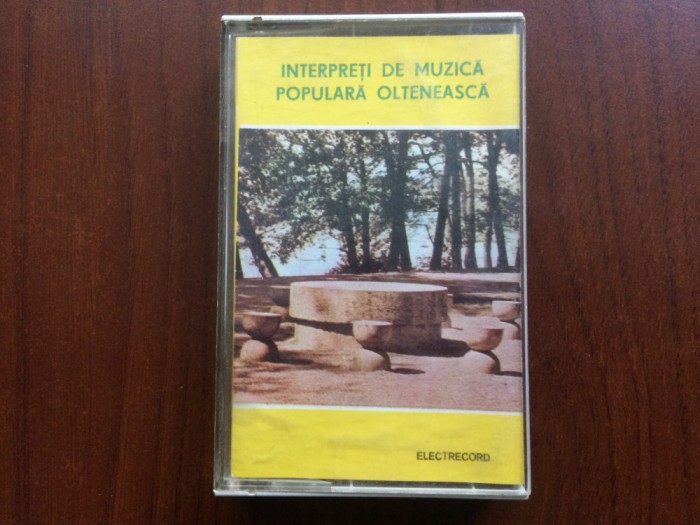 INTERPREȚI DE MUZICĂ
POPULARĂ OLTENEASCĂ
ELECTRECORD